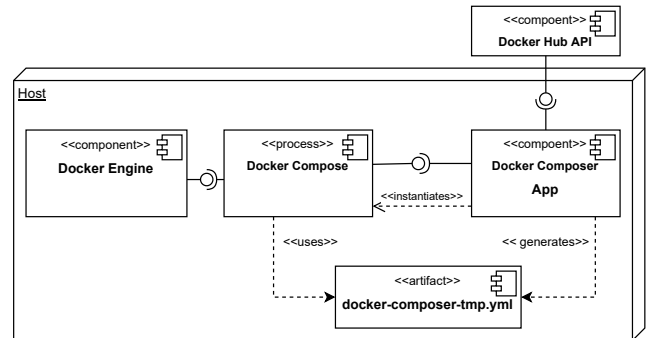 <<compoent>>
Docker Hub API
Host
<<component>>
Docker Engine
<<process>>
Docker Compose
<<compoent>>
Docker Composer
App
<<instantiates>>
<<uses>>
<< generates>>
<<artifact>>
docker-composer-tmp.yml